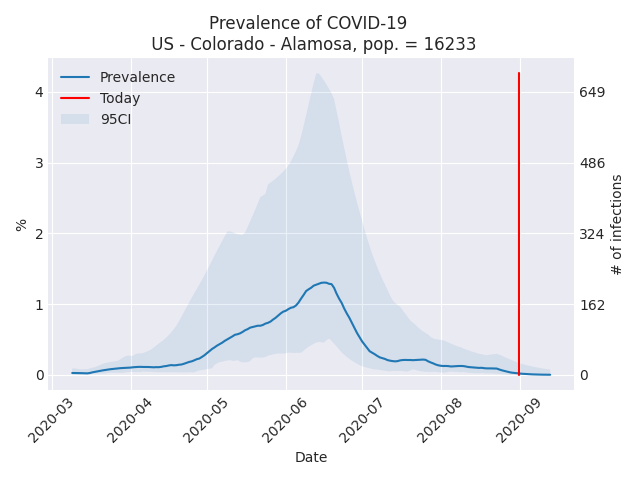 Prevalence of COVID-19
US - Colorado - Alamosa, pop. = 16233
Prevalence
Today
95CI
4
3
2
1
0
%
649
486
324
162
0
# of infections
2020-03
2020-04
2020-05
2020-06
2020-07
2020-08
2020-09
Date